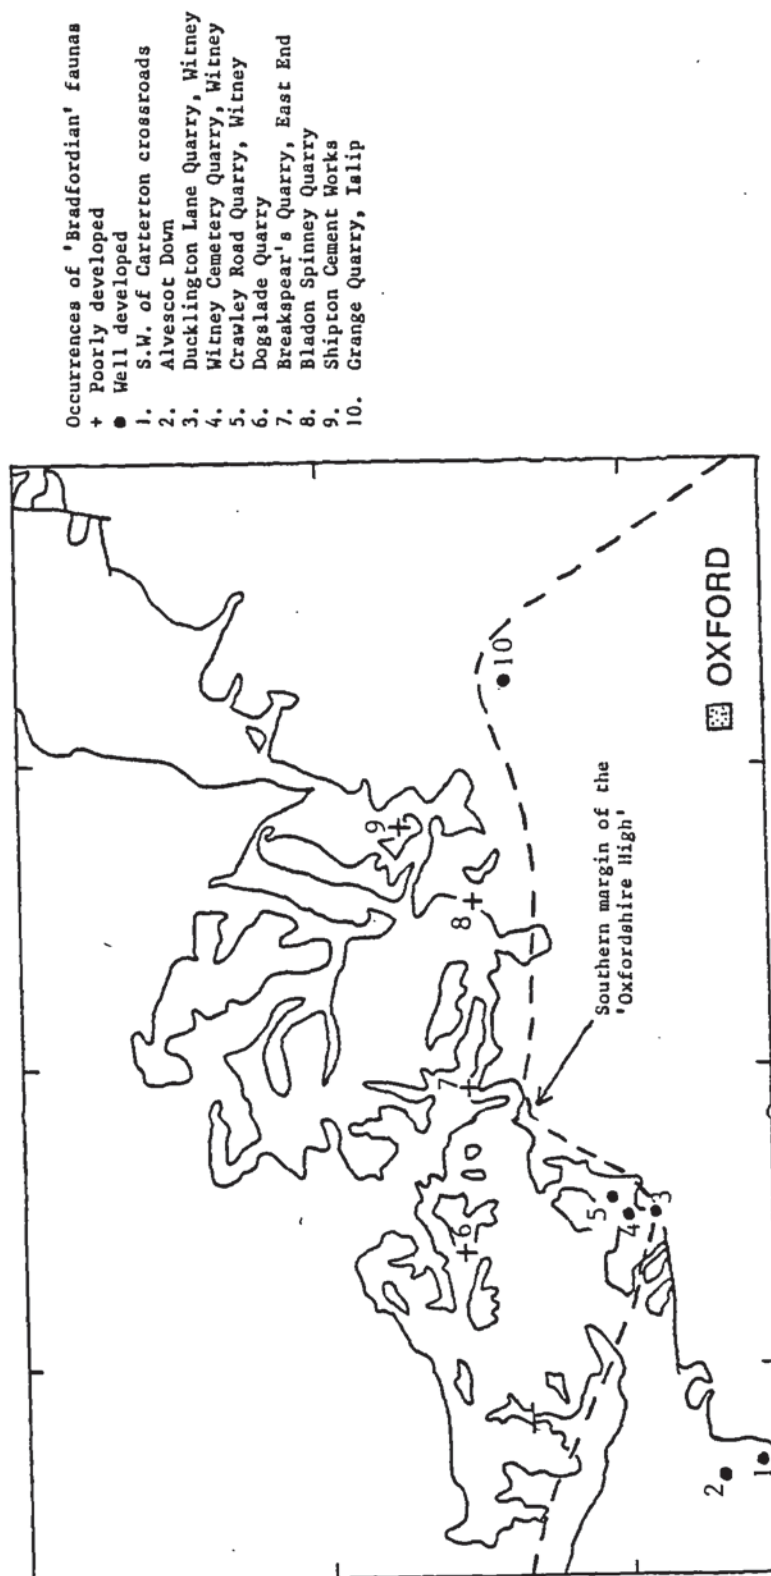 Occurrences of 'Bradfordian' faunas
+ Poorly developed
● Well developed
1. S.W. of Carterton crossroads
2. Alvescot Down
3. Ducklington Lane Quarry, Witney
4. Witney Cemetery Quarry, Witney
5. Crawley Road Quarry, Witney
6. Dogslade Quarry
7. Breakspear's Quarry, East End
8. Bladon Spinney Quarry
9. Shipton Cement Works
10. Grange Quarry, Islip
9
8
10
7
6
5
4
3
2
1
OXFORD
Southern margin of the
'Oxfordshire High'